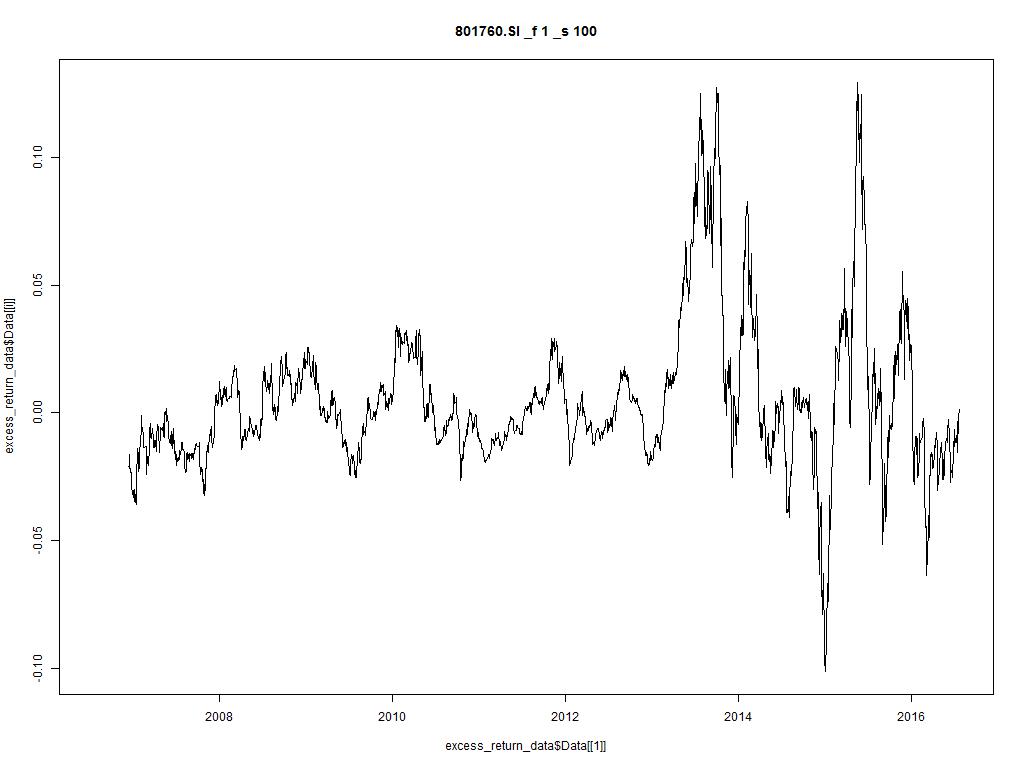 801760.SI _f 1 _s 100
excess_return_data$Data[[i]]
0.10
0.05
0.00
-0.05
-0.10
2008 2010 2012 2014 2016
excess_return_data$Data[[1]]